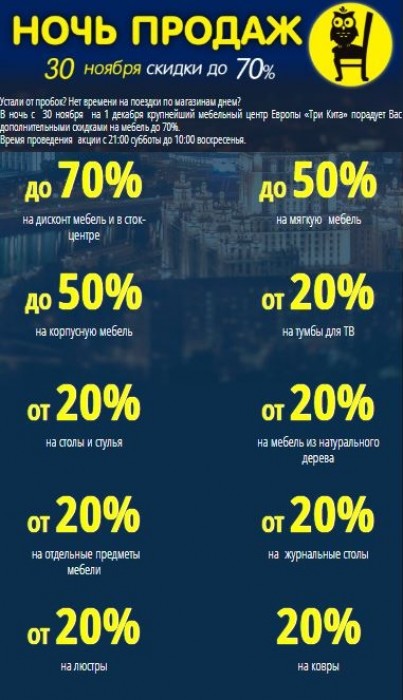 НОЧЬ ПРОДАЖ
30 ноября скидки до 70%
Устали от пробок? Нет времени на поездки по магазинам днем?
В ночь с 30 ноября на 1 декабря крупнейший мебельный центр Европы «Три Кита» порадует Вас
дополнительными скидками на мебель до 70%.
Время проведения акции с 21:00 субботы до 10:00 воскресенья.
до 70%
на дисконт мебель и в сток-
центре
до 50%
на мягкую мебель
до 50%
на корпусную мебель
от 20%
на тумбы для ТВ
от 20%
на столы и стулья
от 20%
на мебель из натурального
дерева
от 20%
на отдельные предметы
мебели
от 20%
на журнальные столы
от 20%
на люстры
20%
на ковры